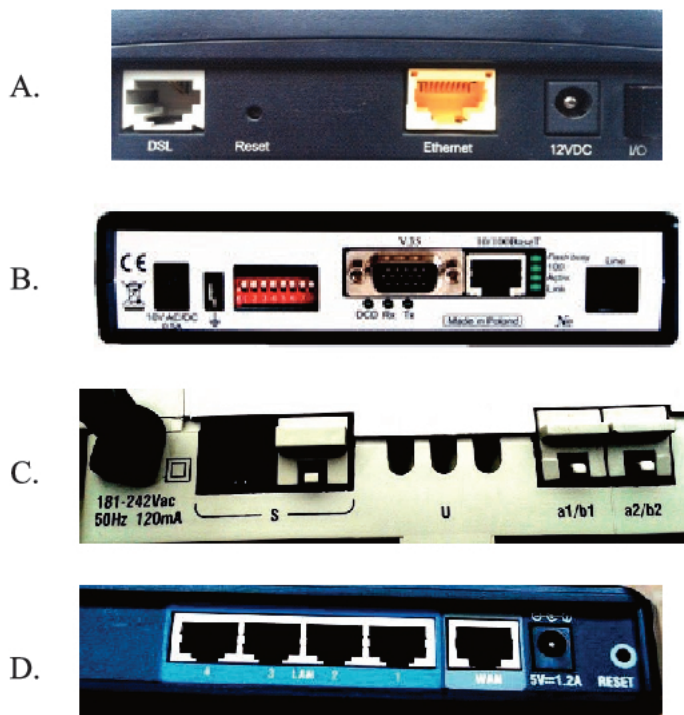 A.
DSL
Reset
Ethernet
12VDC
I/O
B.
V.35
10/100BaseT
CE
Flash busy
100
Activ.
Link
Line
1 2 3 4 5 6 7
10V AC/DC
0.5A
DCD Rx Tx
Made in Poland
Nr
C.
181-242Vac
50Hz 120mA
S
U
a1/b1
a2/b2
D.
4 3 LAN 2 1
WAN
5V=1.2A
RESET